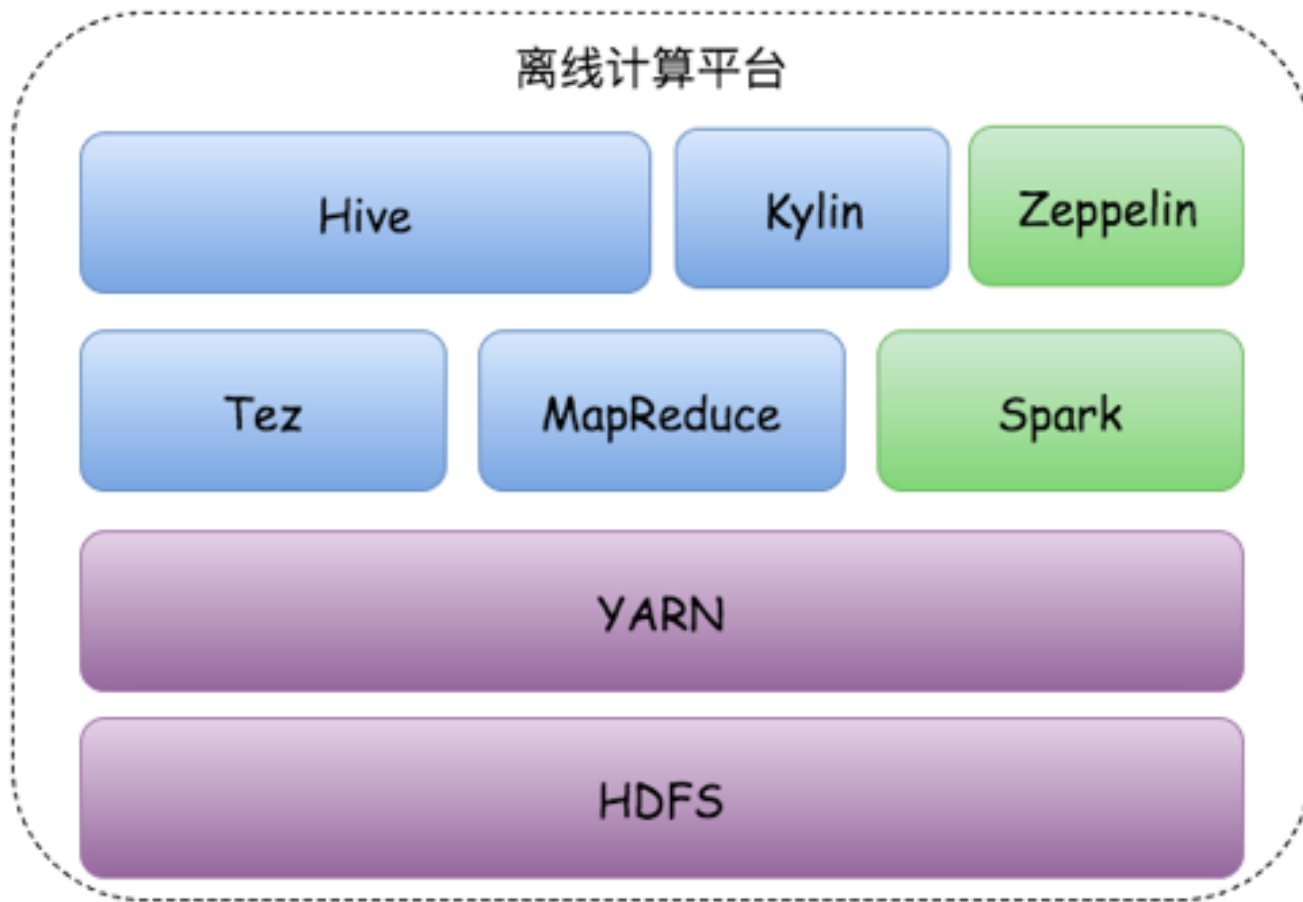 离线计算平台
Hive Kylin Zeppelin
Tez MapReduce Spark
YARN
HDFS